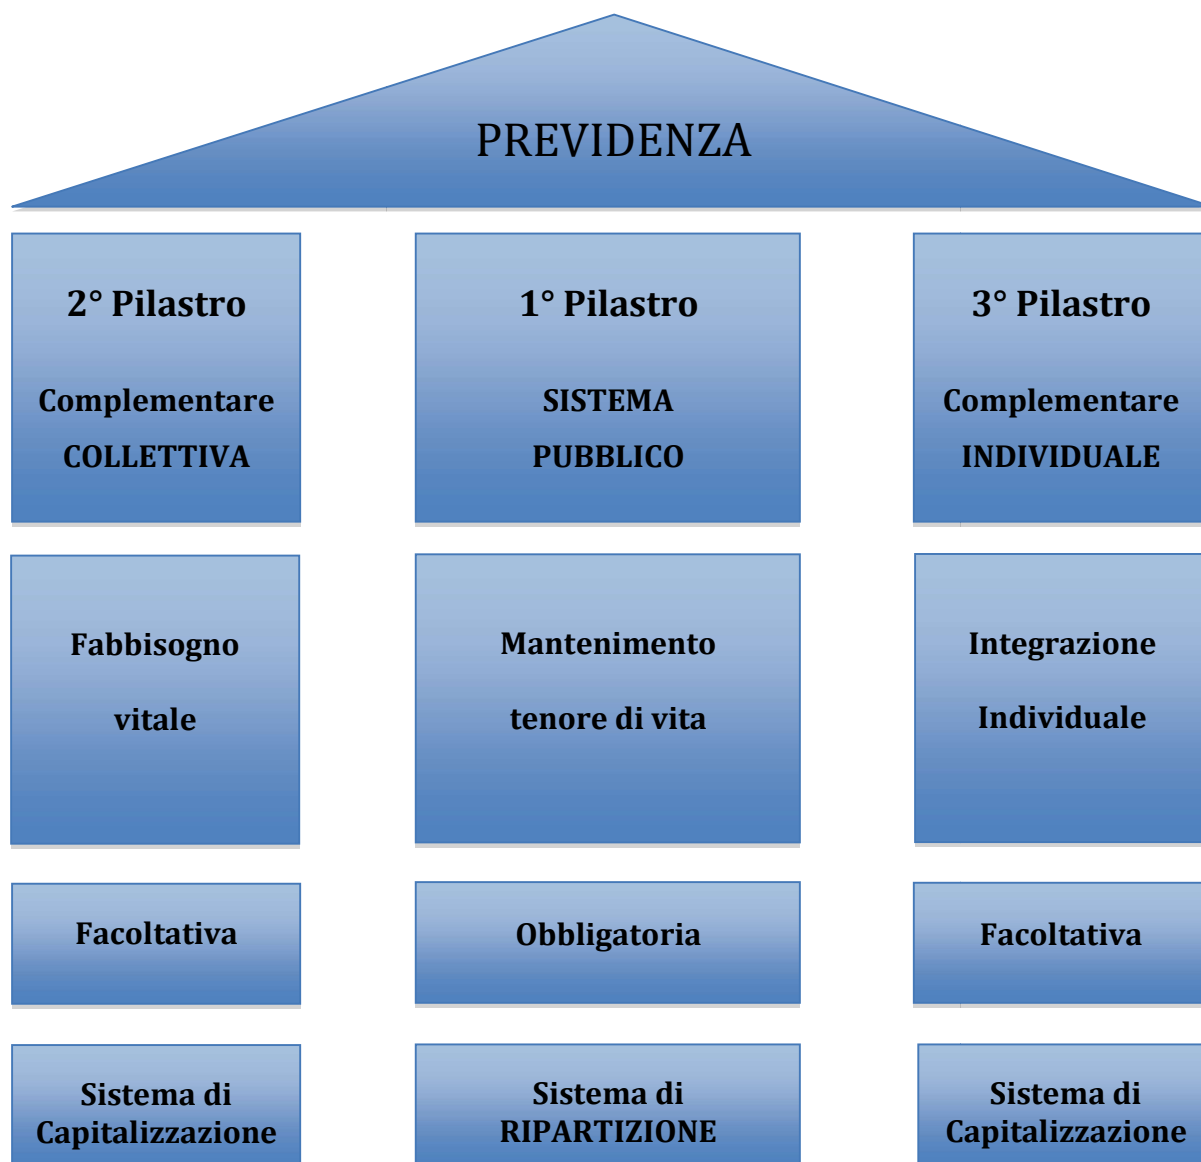 PREVIDENZA
2° Pilastro
Complementare
COLLETTIVA
1° Pilastro
SISTEMA
PUBBLICO
3° Pilastro
Complementare
INDIVIDUALE
Fabbisogno
vitale
Mantenimento
tenore di vita
Integrazione
Individuale
Facoltativa
Obbligatoria
Facoltativa
Sistema di
Capitalizzazione
Sistema di
RIPARTIZIONE
Sistema di
Capitalizzazione